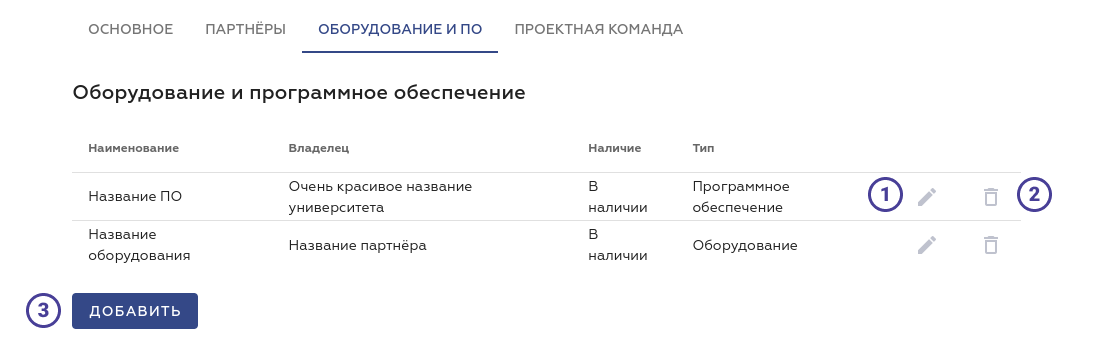 ОСНОВНОЕ ПАРТНЁРЫ ОБОРУДОВАНИЕ И ПО ПРОЕКТНАЯ КОМАНДА
Оборудование и программное обеспечение
Наименование Владелец Наличие Тип
Название ПО
Очень красивое название
университета
В
наличии
Программное
обеспечение
1
2
Название
оборудования
Название партнёра
В
наличии
Оборудование
3 ДОБАВИТЬ